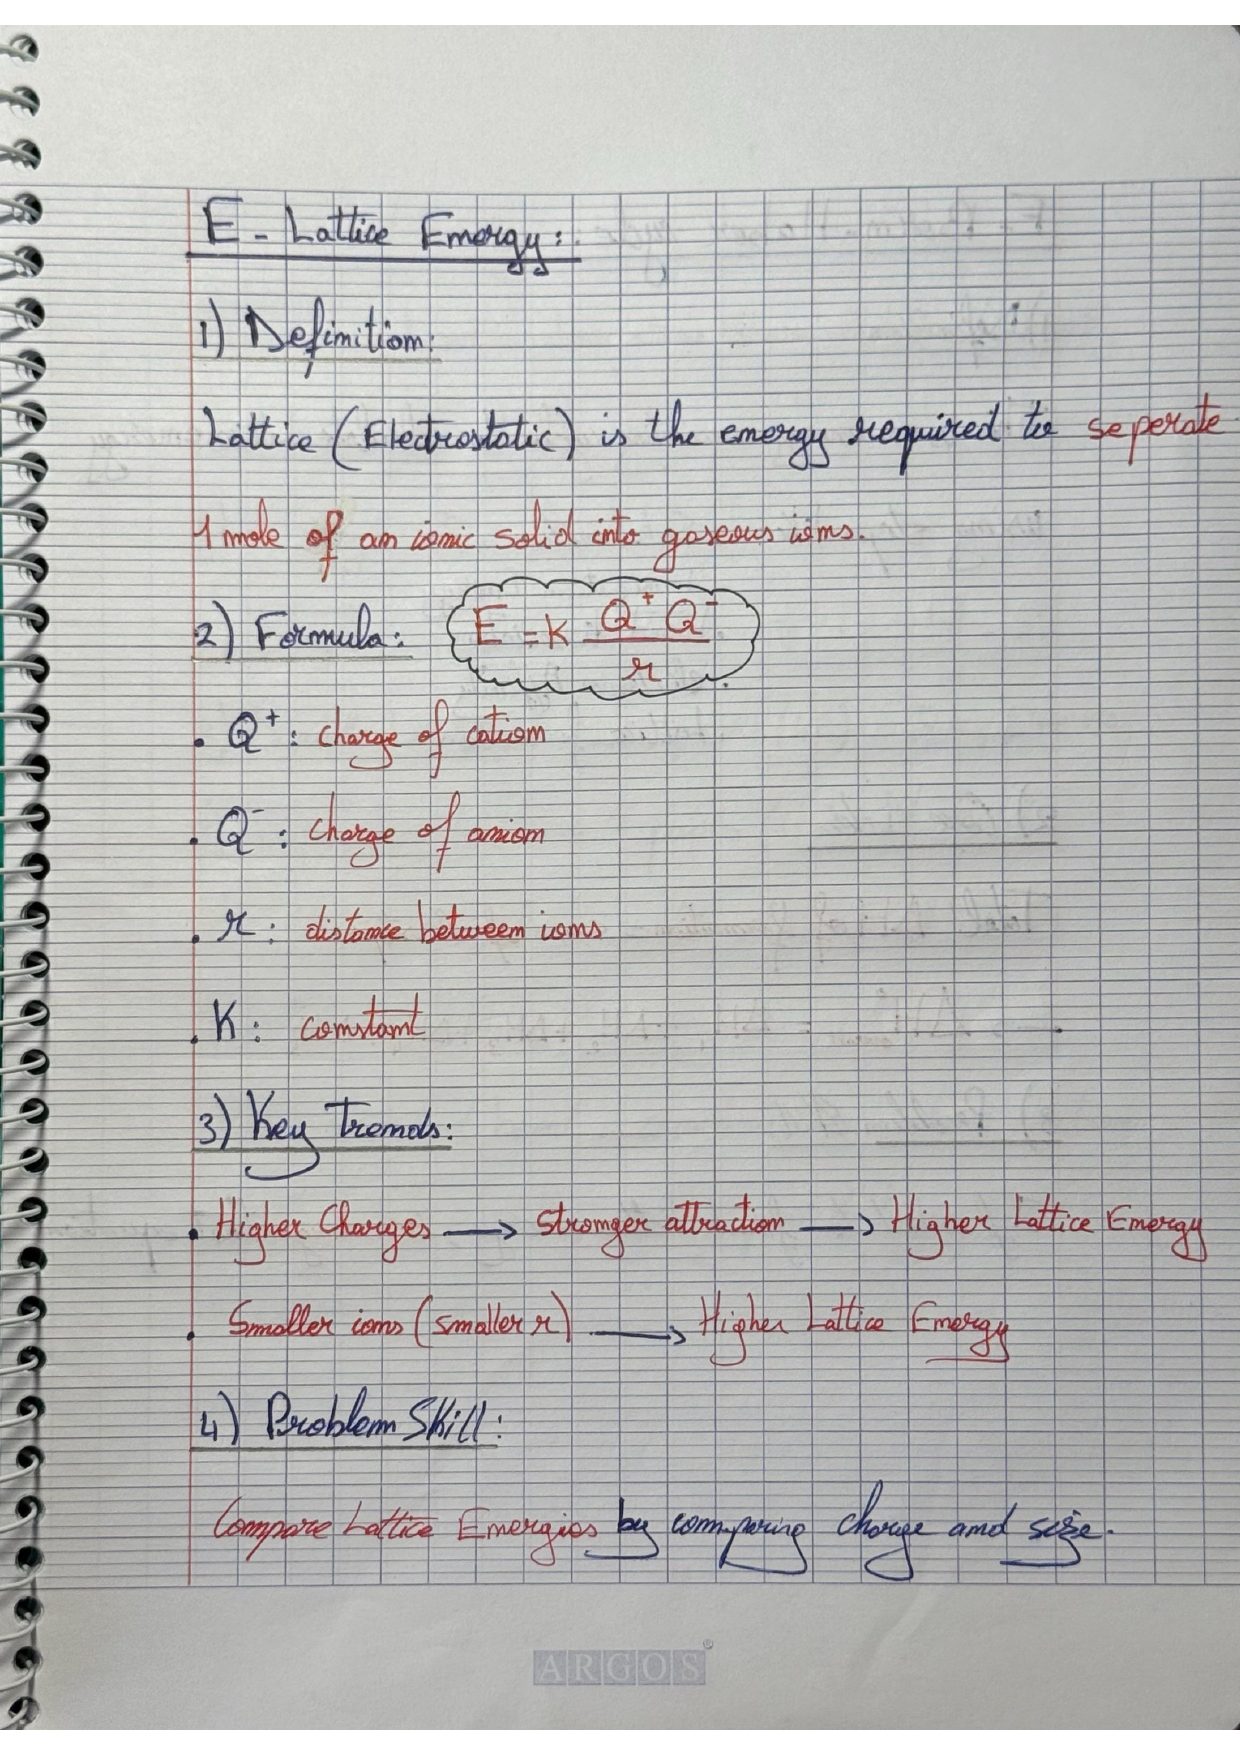 E - Lattice Energy:
1) Definition:
Lattice (Electrostatic) is the energy required to seperate
1 mole of an ionic solid into gaseous ions.
2) Formula: E = K Q⁺ Q⁻ / r
. Q⁺: charge of cation
. Q⁻: charge of anion
. r: distance between ions
. K: constant
3) Key Trends:
. Higher Charges → stronger attraction → Higher Lattice Energy
. Smaller ions (smaller r) → Higher Lattice Energy
4) Problem Skill:
Compare Lattice Energies by comparing charge and size.
ARGOS®